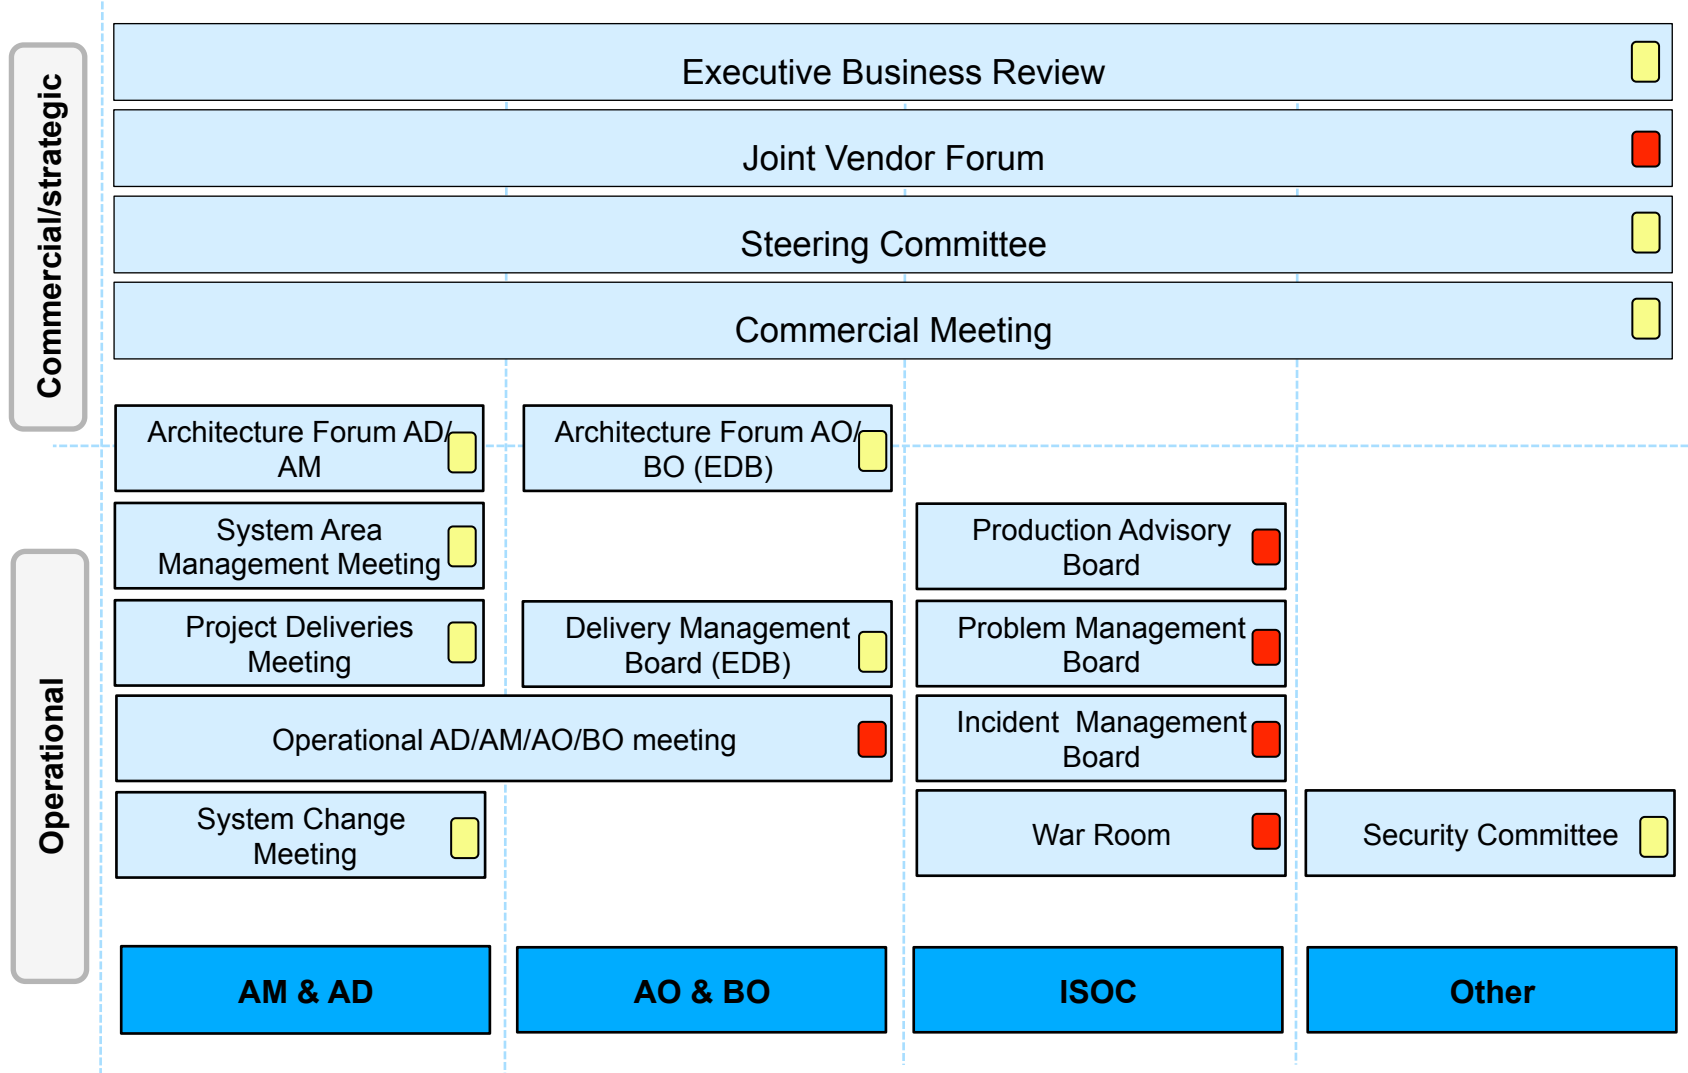 Commercial/strategic
Executive Business Review
Joint Vendor Forum
Steering Committee
Commercial Meeting
Operational
Architecture Forum AD/
AM
Architecture Forum AO/
BO (EDB)
System Area
Management Meeting
Production Advisory
Board
Project Deliveries
Meeting
Delivery Management
Board (EDB)
Problem Management
Board
Operational AD/AM/AO/BO meeting
Incident  Management
Board
System Change
Meeting
War Room
Security Committee
AM & AD
AO & BO
ISOC
Other